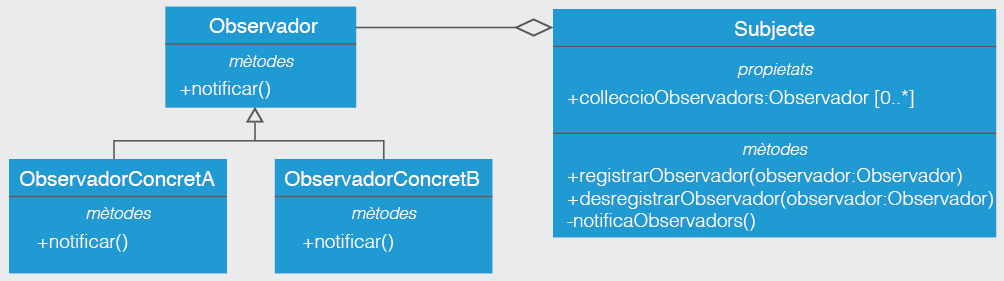 Observador
mètodes
+notificar()
Subjecte
propietats
+colleccioObservadors:Observador [0..*]
mètodes
+registrarObservador(observador:Observador)
+desregistrarObservador(observador:Observador)
-notificaObservadors()
ObservadorConcretA
mètodes
+notificar()
ObservadorConcretB
mètodes
+notificar()